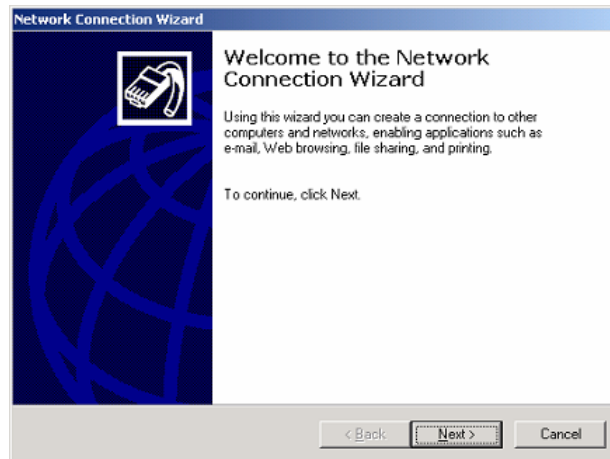 Network Connection Wizard
Welcome to the Network
Connection Wizard
Using this wizard you can create a connection to other
computers and networks, enabling applications such as
e-mail, Web browsing, file sharing, and printing.
To continue, click Next.
< Back Next > Cancel